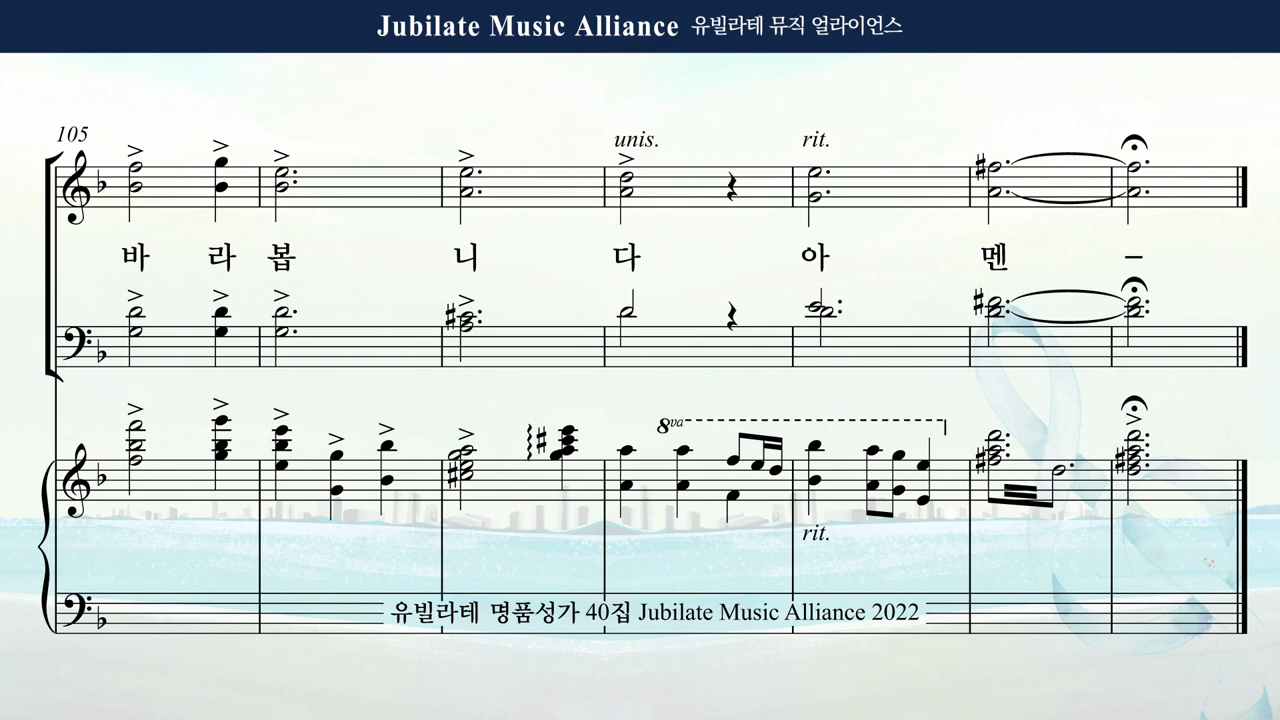 Jubilate Music Alliance 유빌라테 뮤직 얼라이언스
105
unis. rit.
바 라 봅 니 다 아 멘 –
8va
rit.
유빌라테 명품성가 40집 Jubilate Music Alliance 2022